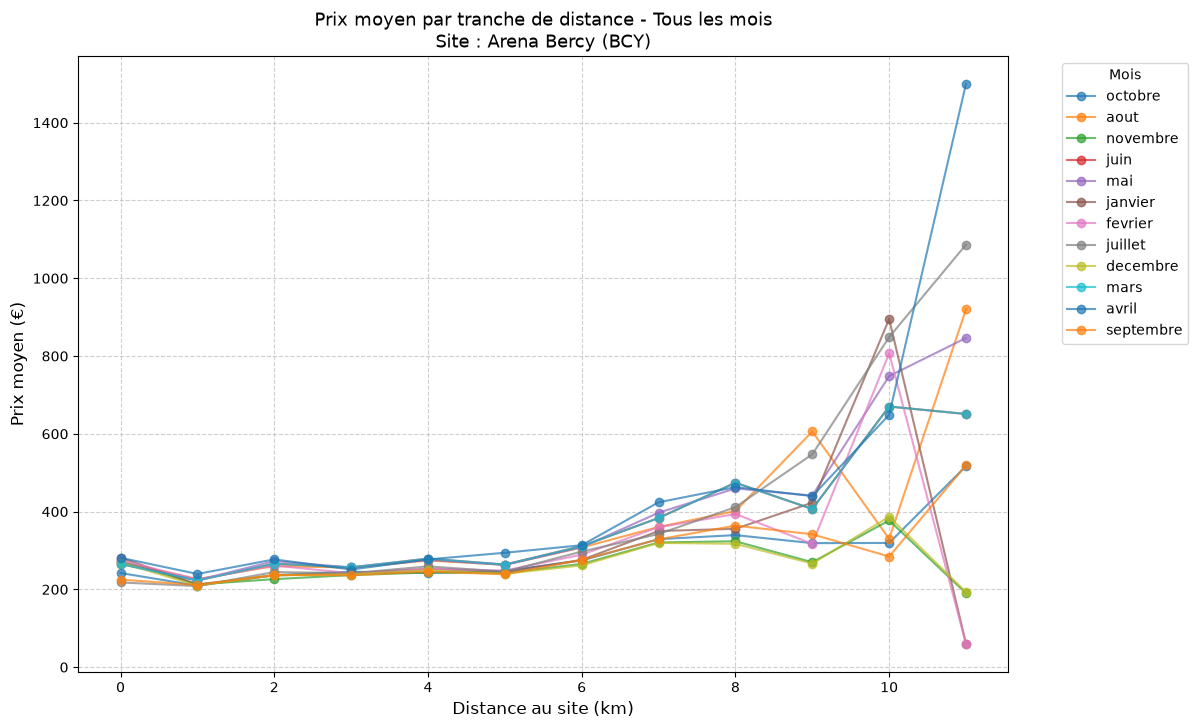 Prix moyen par tranche de distance - Tous les mois
Site : Arena Bercy (BCY)
Prix moyen (€)
1400
1200
1000
800
600
400
200
0
0
2
4
6
8
10
Distance au site (km)
Mois
octobre
aout
novembre
juin
mai
janvier
fevrier
juillet
decembre
mars
avril
septembre